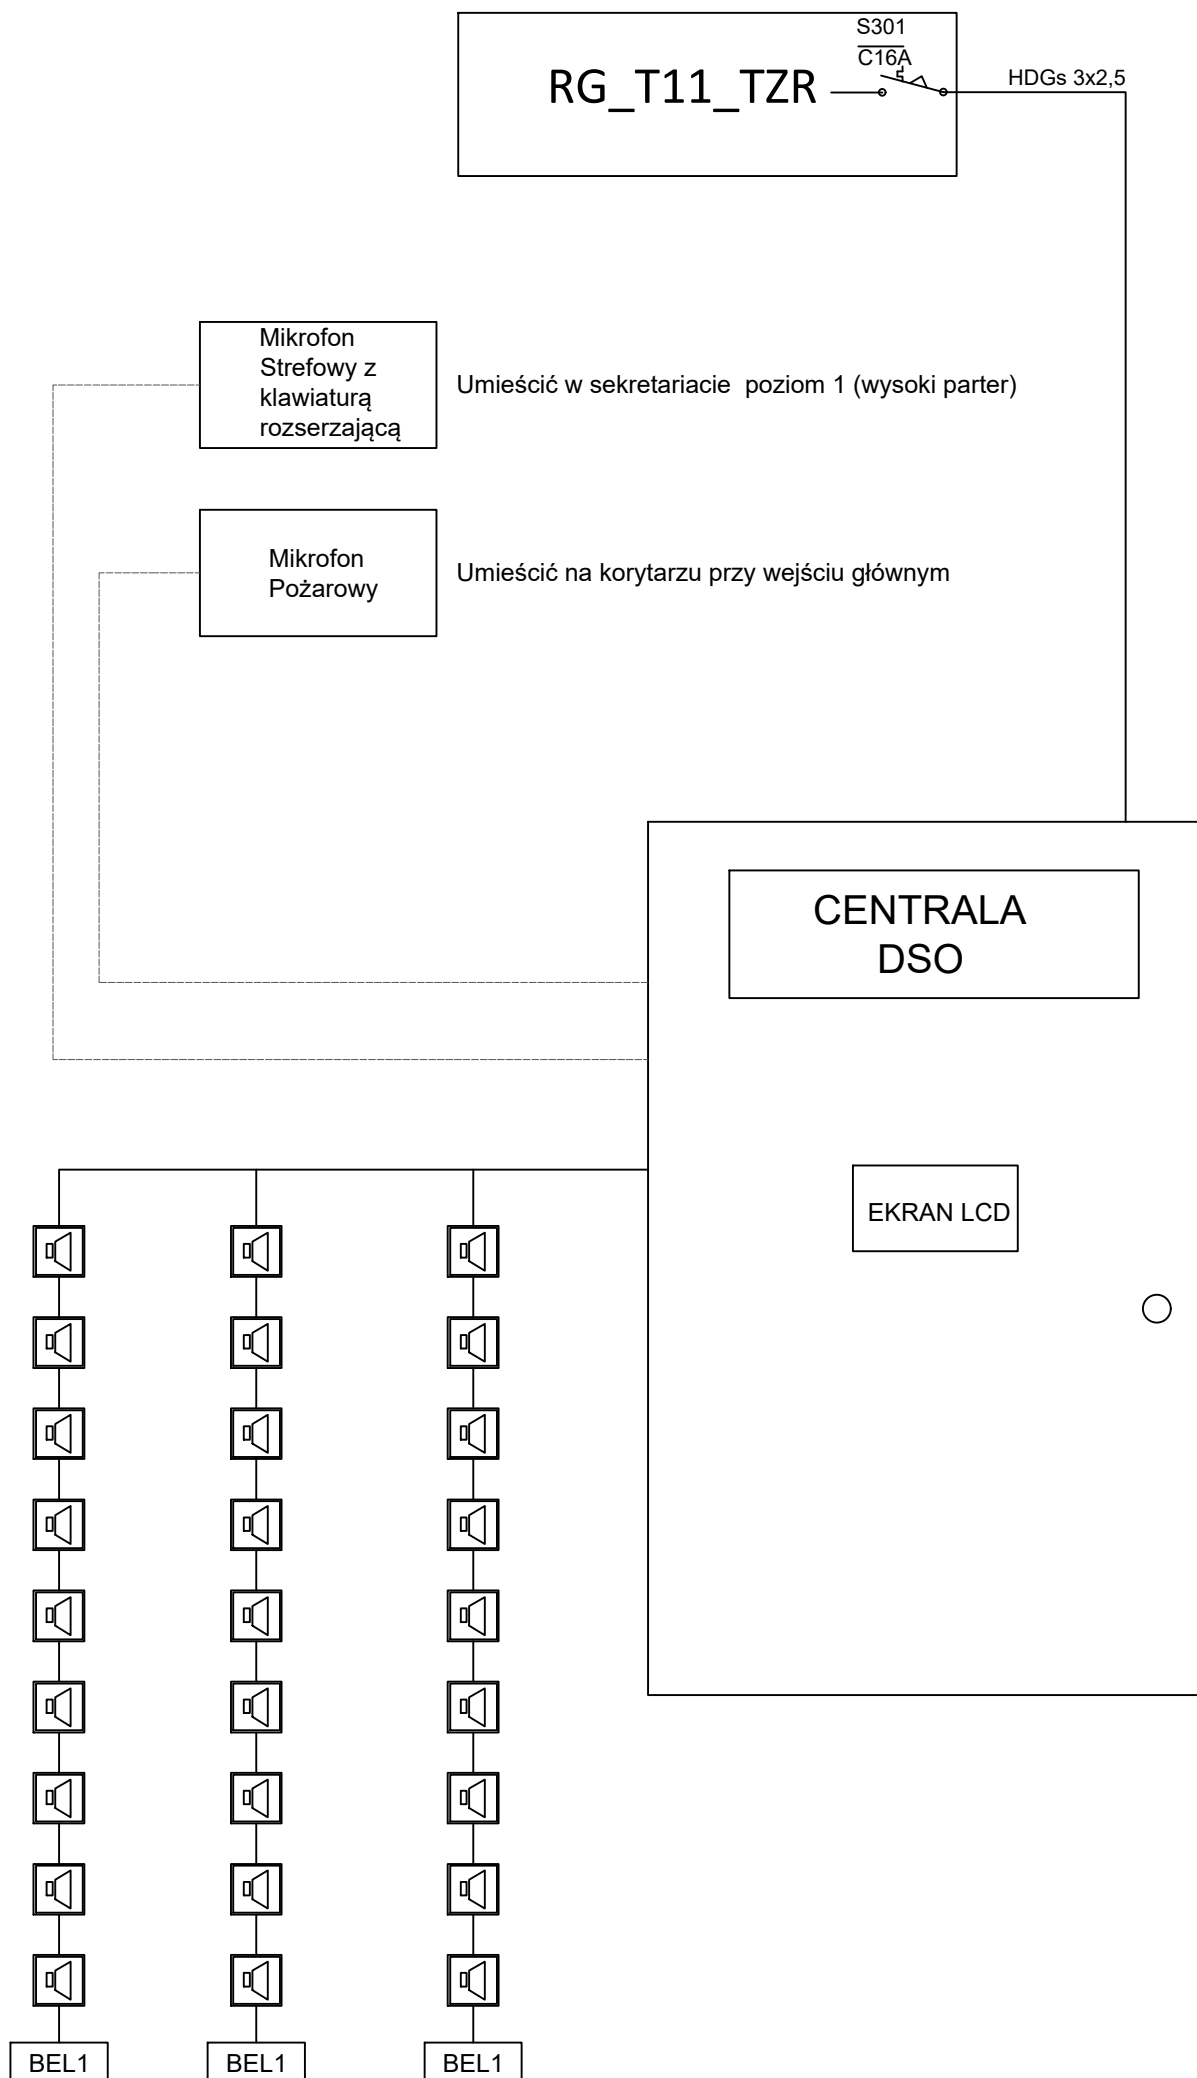 S301
C16A
RG_T11_TZR
HDGs 3x2,5
Mikrofon
Strefowy z
klawiaturą
rozserzającą
Umieścić w sekretariacie  poziom 1 (wysoki parter)
Mikrofon
Pożarowy
Umieścić na korytarzu przy wejściu głównym
CENTRALA
DSO
EKRAN LCD
BEL1
BEL1
BEL1